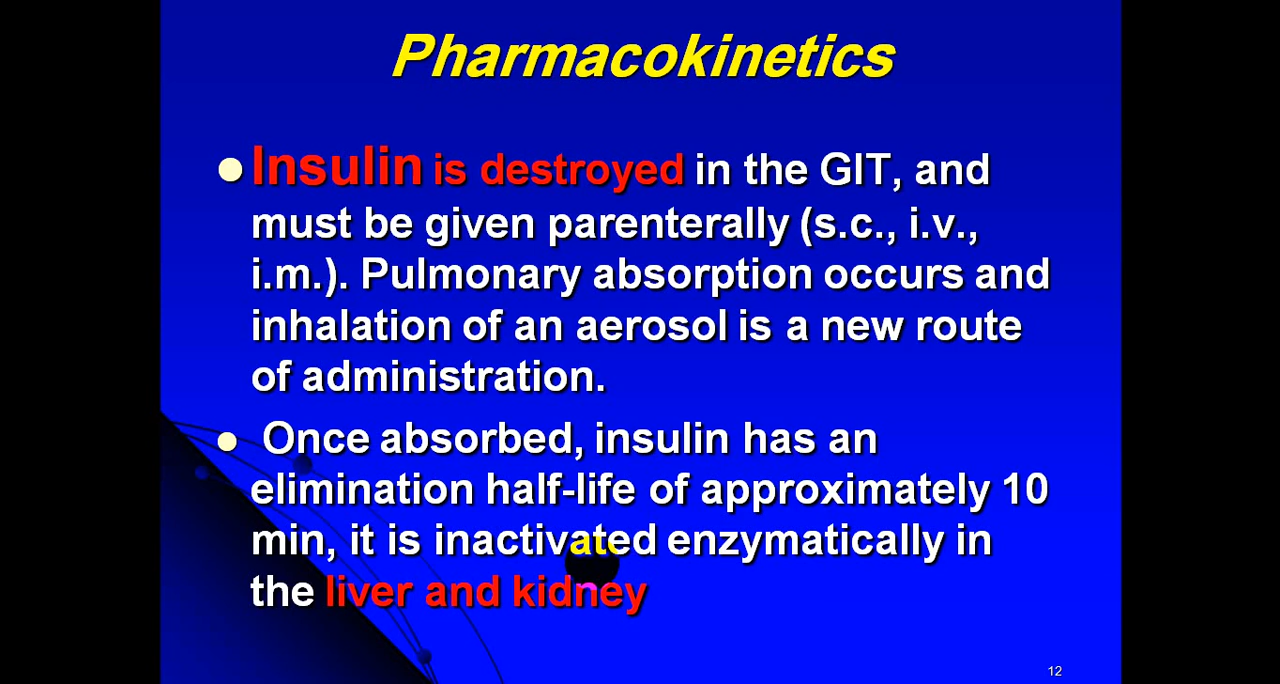 Pharmacokinetics
Insulin is destroyed in the GIT, and
must be given parenterally (s.c., i.v.,
i.m.). Pulmonary absorption occurs and
inhalation of an aerosol is a new route
of administration.
Once absorbed, insulin has an
elimination half-life of approximately 10
min, it is inactivated enzymatically in
the liver and kidney
12